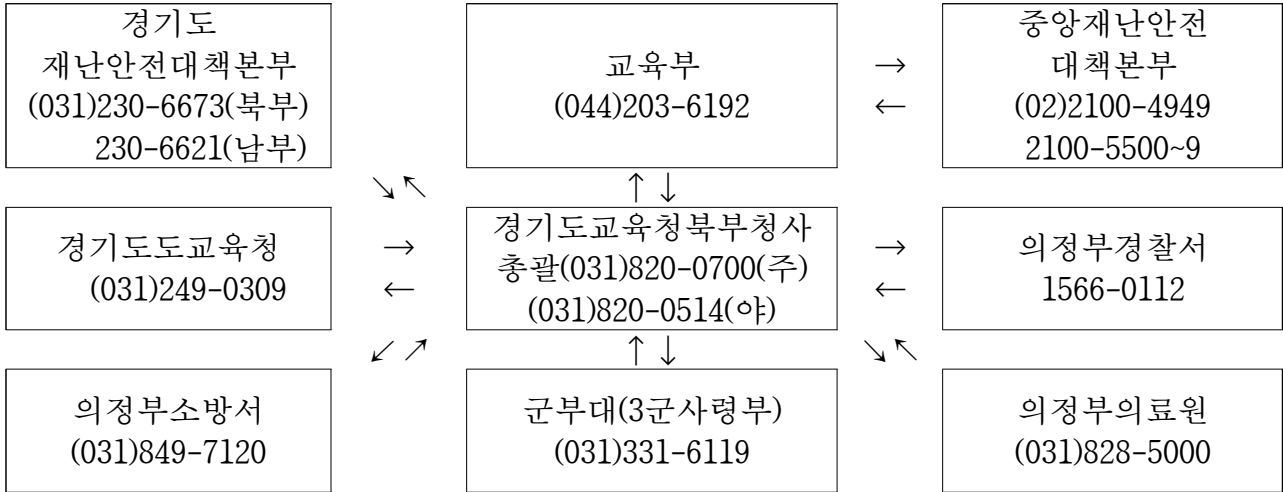 경기도
재난안전대책본부
(031)230-6673(북부)
230-6621(남부)
교육부
(044)203-6192
→
←
중앙재난안전
대책본부
(02)2100-4949
2100-5500~9
↘↖
↑↓
경기도도교육청
(031)249-0309
→
←
경기도교육청북부청사
총괄(031)820-0700(주)
(031)820-0514(야)
→
←
의정부경찰서
1566-0112
↙↗
↑↓
↘↖
의정부소방서
(031)849-7120
군부대(3군사령부)
(031)331-6119
의정부의료원
(031)828-5000